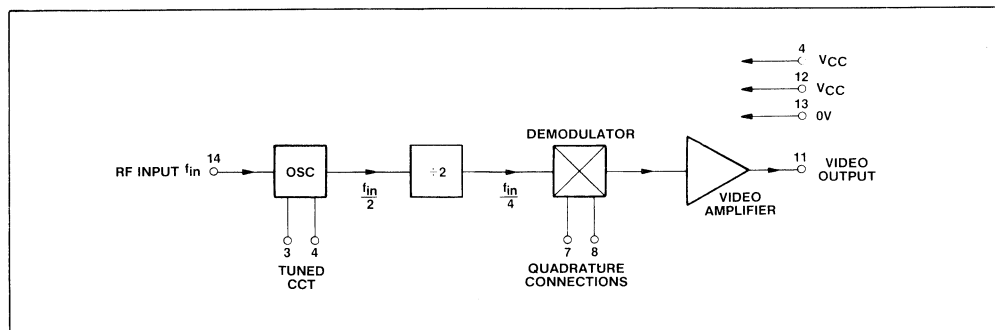 4
VCC
12
VCC
13
0V
DEMODULATOR
RF INPUT fin
14
OSC
fin
2
÷2
fin
4
11
VIDEO
OUTPUT
VIDEO
AMPLIFIER
3
4
TUNED
CCT
7
8
QUADRATURE
CONNECTIONS